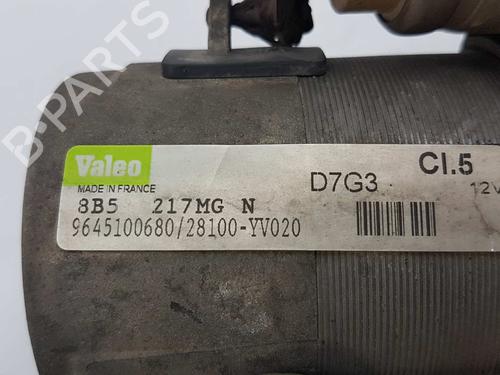 B-PARTS
Valeo
MADE IN FRANCE
D7G3
Cl.5
12V
8B5 217MG N
9645100680/28100-YV020